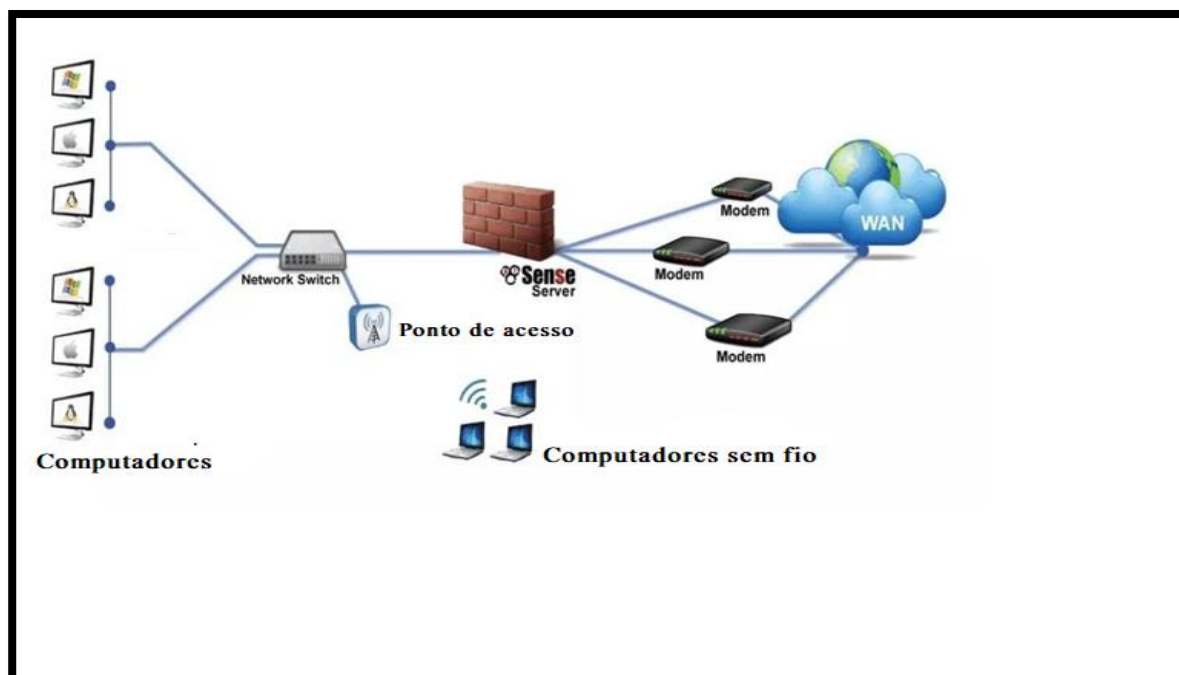 Modem
WAN
Network Switch
Modem
Sense
Server
Ponto de acesso
Modem
Computadores
Computadores sem fio